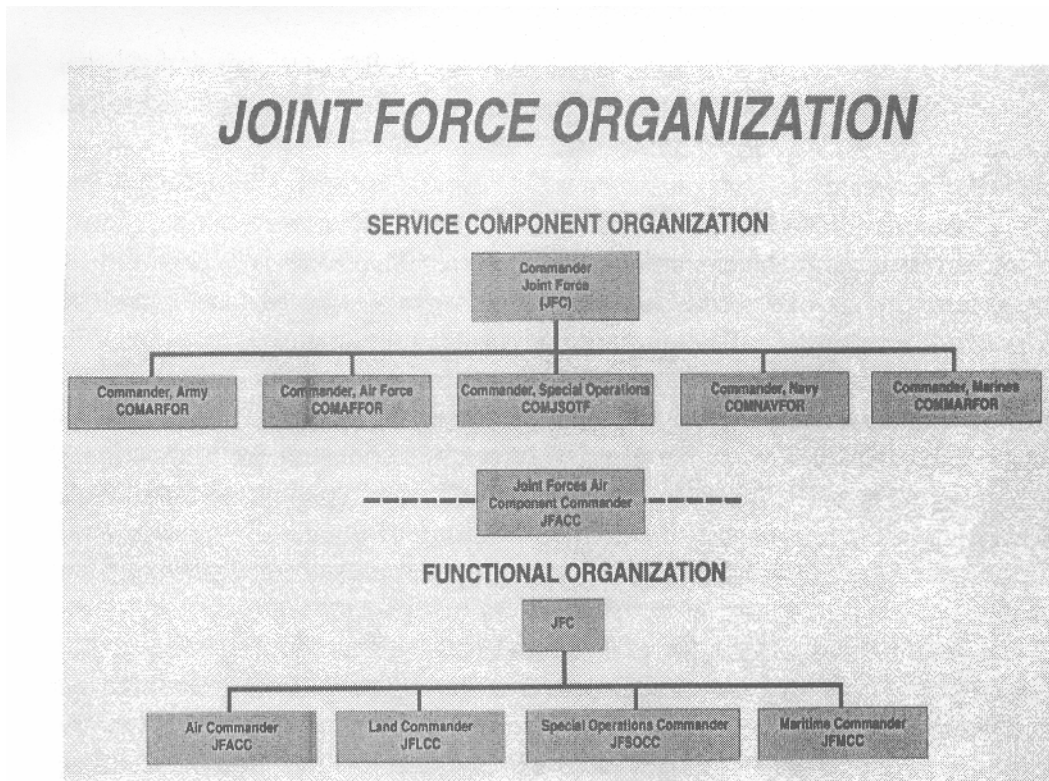 JOINT FORCE ORGANIZATION
SERVICE COMPONENT ORGANIZATION
Commander
Joint Force
(JFC)
Commander, Army
COMARFOR
Commander, Air Force
COMAFFOR
Commander, Special Operations
COMJSOTF
Commander, Navy
COMNAVFOR
Commander, Marines
COMMARFOR
Joint Forces Air
Component Commander
JFACC
FUNCTIONAL ORGANIZATION
JFC
Air Commander
JFACC
Land Commander
JFLCC
Special Operations Commander
JFSOCC
Maritime Commander
JFMCC